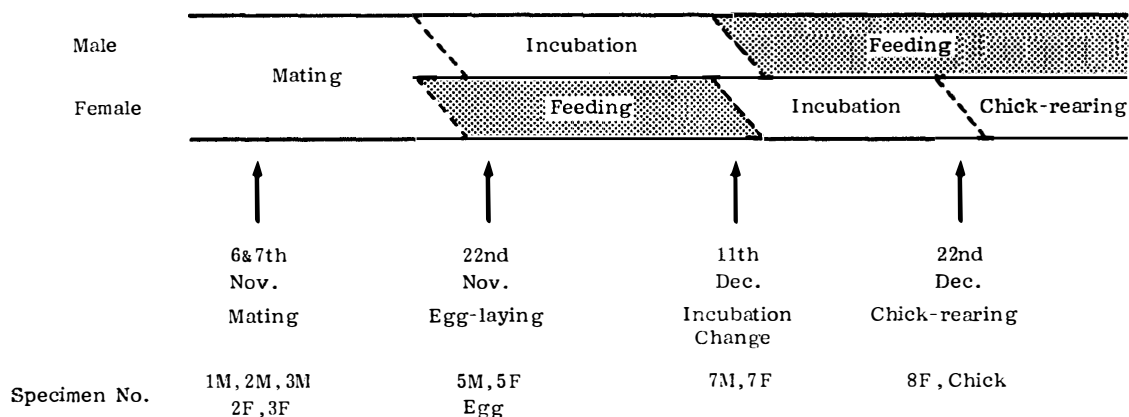 Male
Incubation
Feeding
Mating
Female
Feeding
Incubation
Chick-rearing
6&7th
Nov.
Mating
22nd
Nov.
Egg-laying
11th
Dec.
Incubation
Change
22nd
Dec.
Chick-rearing
Specimen No.
1M, 2M, 3M
2F, 3F
5M, 5F
Egg
7M, 7F
8F, Chick